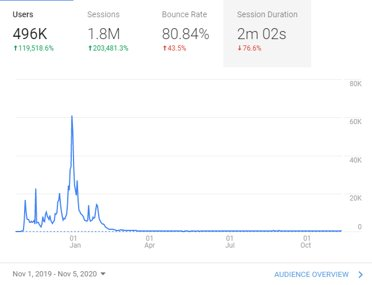 Users Sessions Bounce Rate Session Duration
496K 1.8M 80.84% 2m 02s
↑119,518.6% ↑203,481.3% ↑43.5% ↓76.6%
80K
60K
40K
20K
0
01 01 01 01
Jan Apr Jul Oct
Nov 1, 2019 - Nov 5, 2020 AUDIENCE OVERVIEW